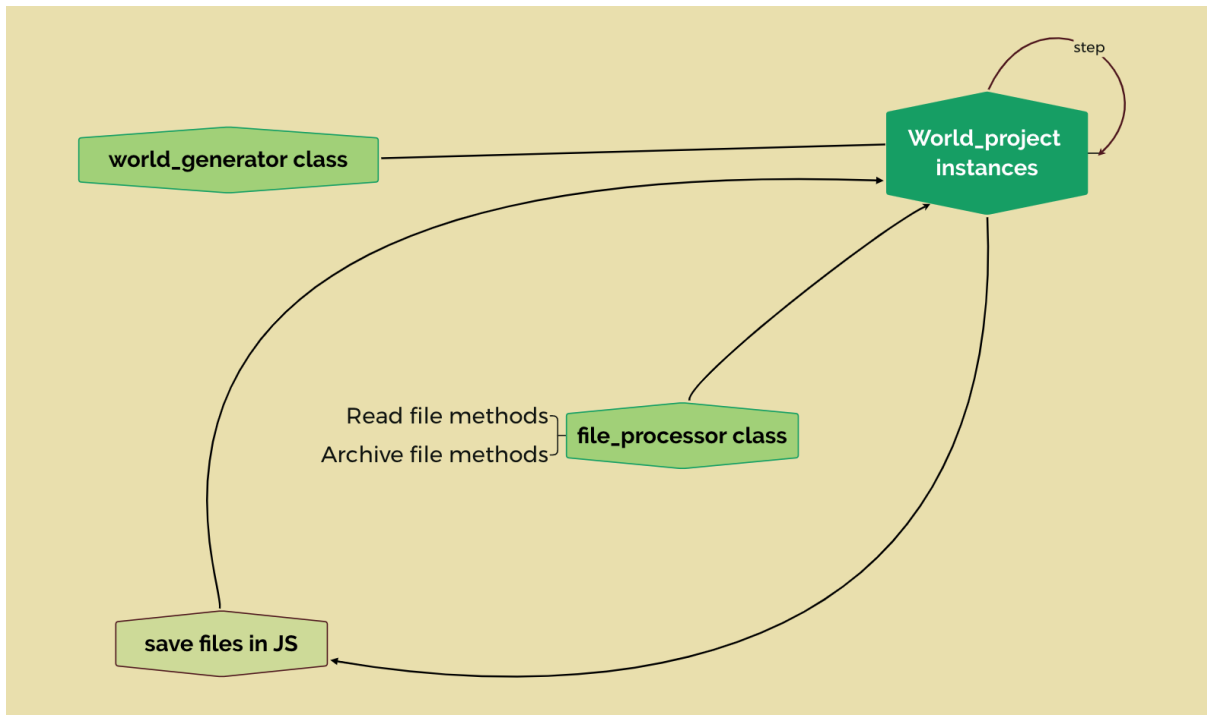 step
World_project
instances
world_generator class
Read file methods
Archive file methods
file_processor class
save files in JS